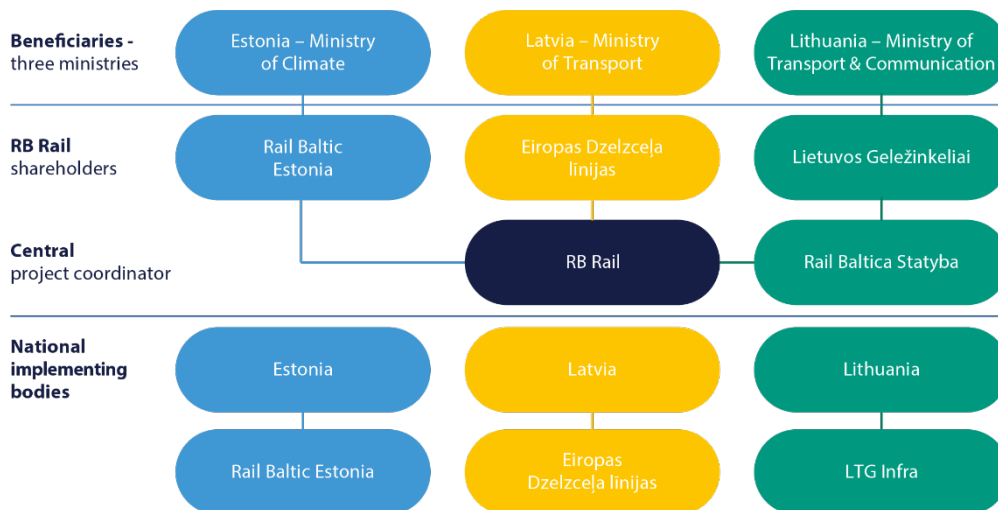 Beneficiaries -
three ministries
Estonia – Ministry
of Climate
Latvia – Ministry
of Transport
Lithuania – Ministry of
Transport & Communication
RB Rail
shareholders
Rail Baltic
Estonia
Eiropas Dzelzceļa
līnijas
Lietuvos Geležinkeliai
Central
project coordinator
RB Rail
Rail Baltica Statyba
National
implementing
bodies
Estonia
Latvia
Lithuania
Rail Baltic Estonia
Eiropas
Dzelzceļa līnijas
LTG Infra